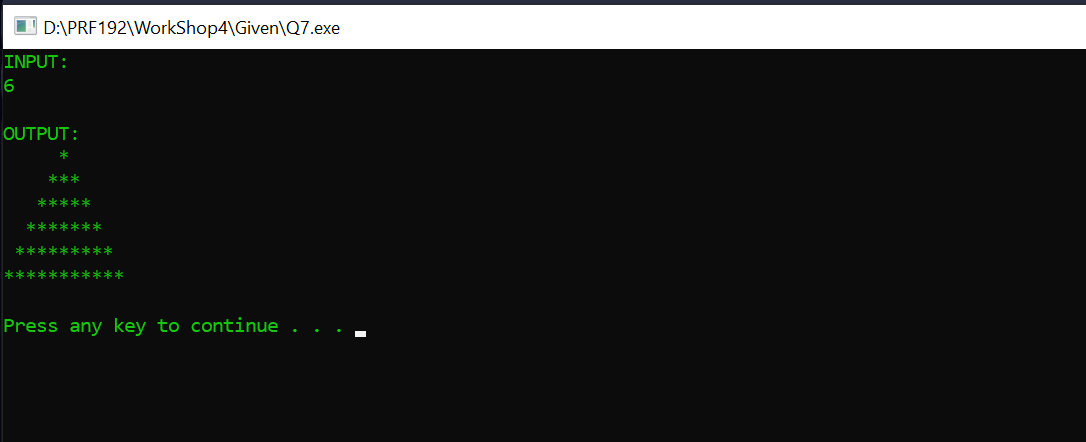 D:\PRF192\WorkShop4\Given\Q7.exe
INPUT:
6
OUTPUT:
     *
    ***
   *****
  *******
 *********
***********
Press any key to continue . . .